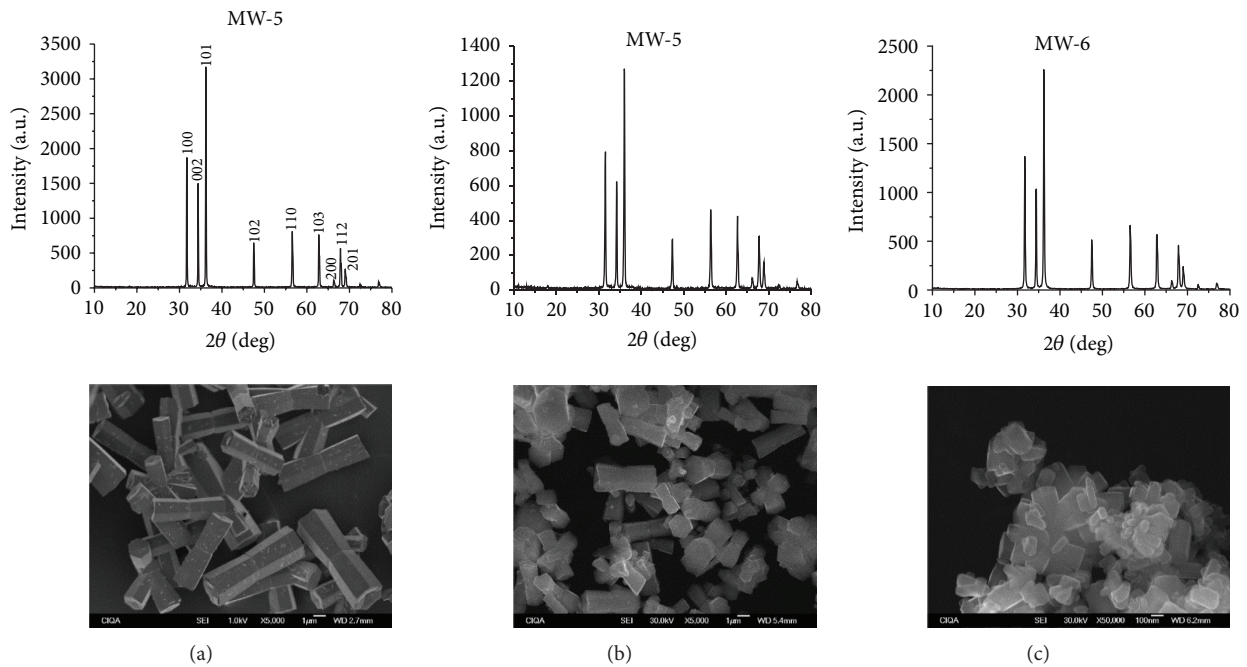 MW-5
Intensity (a.u.)
3500
3000
2500
2000
1500
1000
500
0
100
002
101
102
110
103
200
112
201
10 20 30 40 50 60 70 80
2θ (deg)
MW-5
Intensity (a.u.)
1400
1200
1000
800
600
400
200
0
10 20 30 40 50 60 70 80
2θ (deg)
MW-6
Intensity (a.u.)
2500
2000
1500
1000
500
0
10 20 30 40 50 60 70 80
2θ (deg)
CIQA SEI 1.0kV X5,000 1μm WD 2.7mm
CIQA SEI 30.0kV X5,000 1μm WD 5.4mm
CIQA SEI 30.0kV X50,000 100nm WD 6.2mm
(a)
(b)
(c)